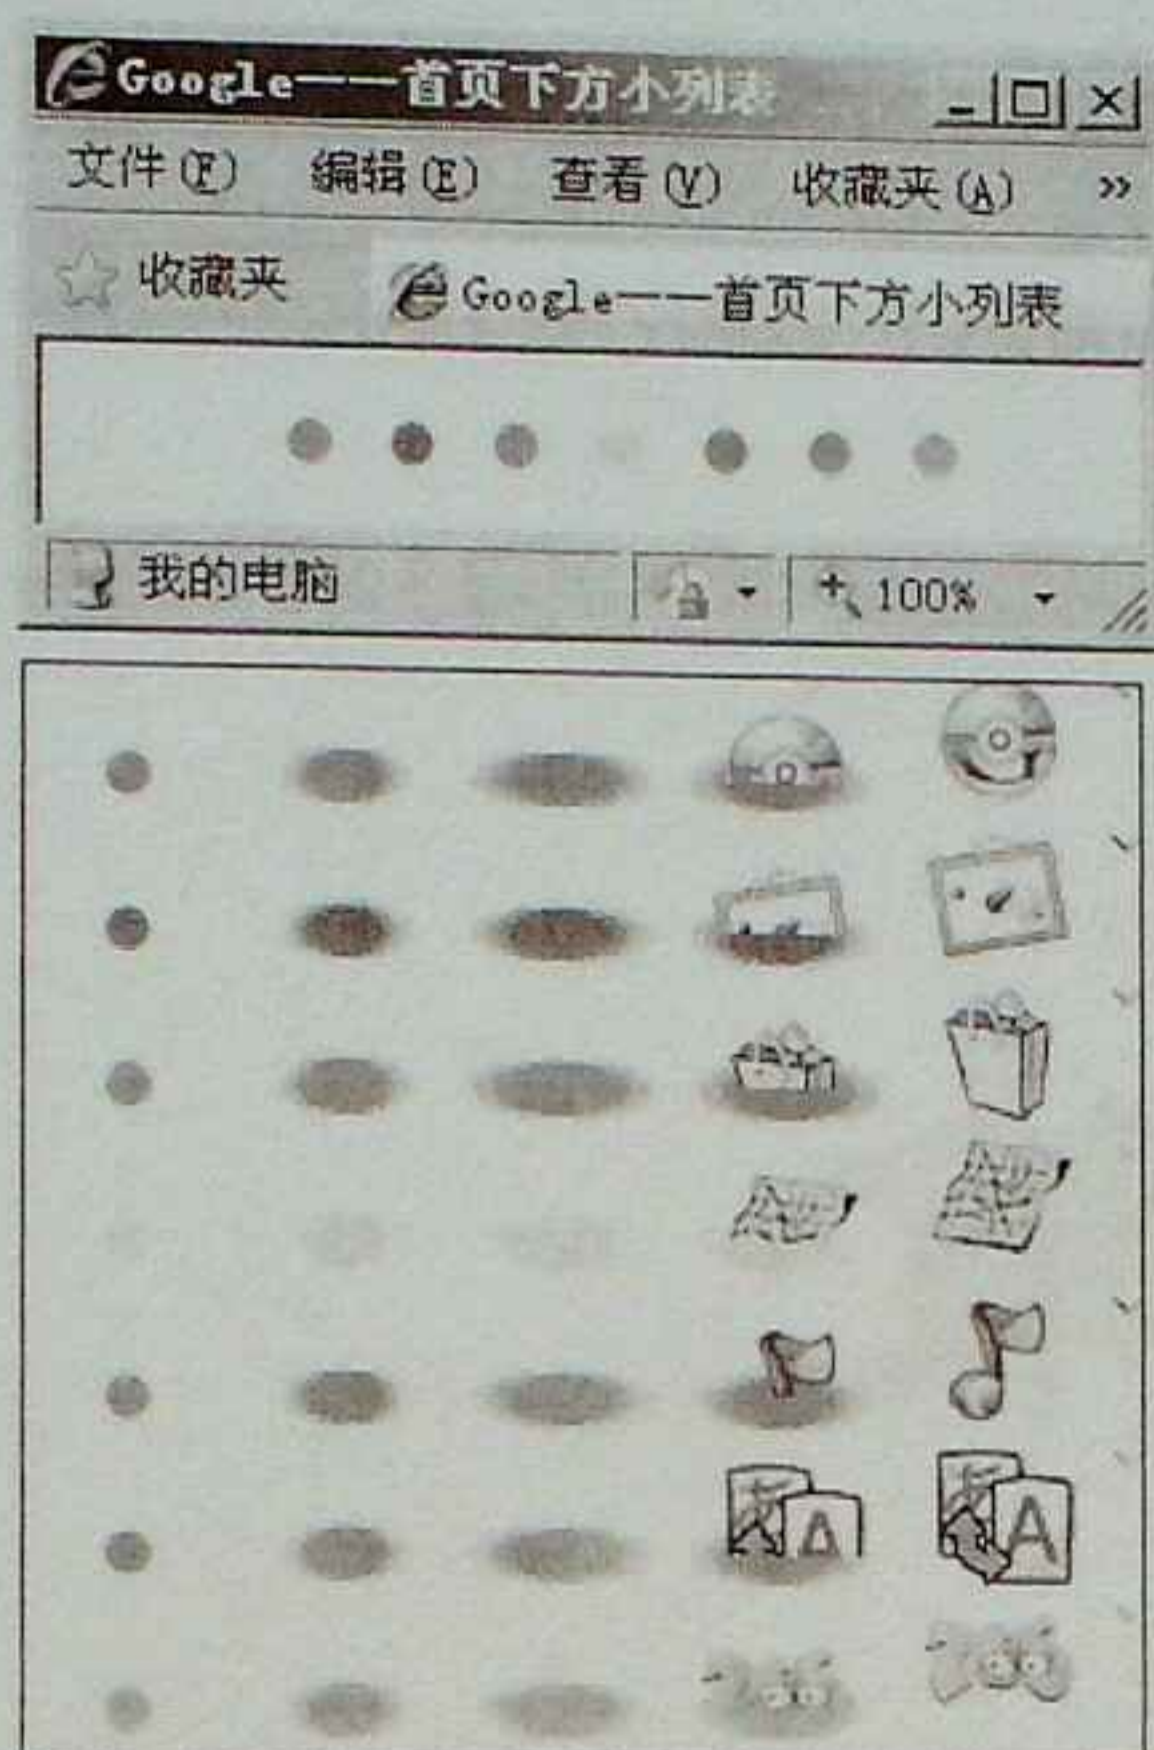 Google——首页下方小列表
文件(F) 编辑(E) 查看(V) 收藏夹(A) »
收藏夹 Google——首页下方小列表
我的电脑 100%
A
A